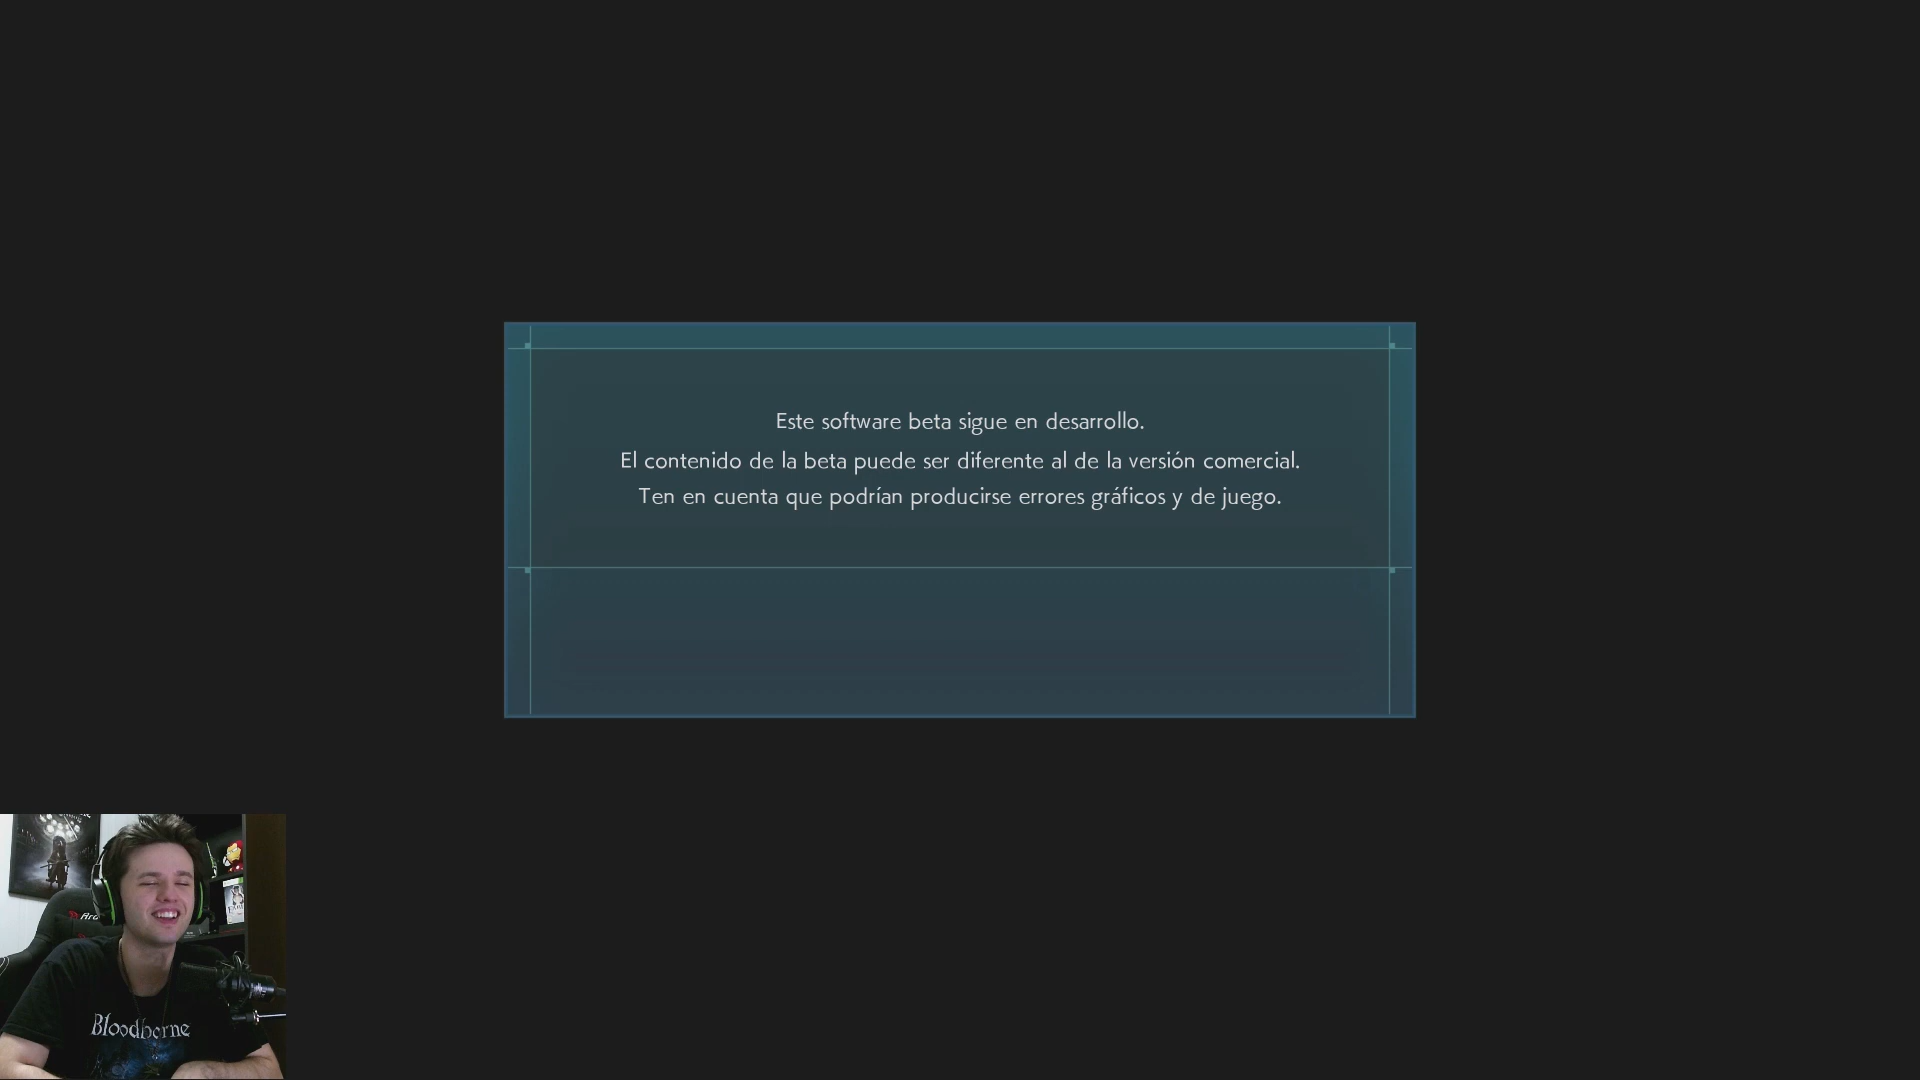 Este software beta sigue en desarrollo.
El contenido de la beta puede ser diferente al de la versión comercial.
Ten en cuenta que podrían producirse errores gráficos y de juego.
Bloodborne